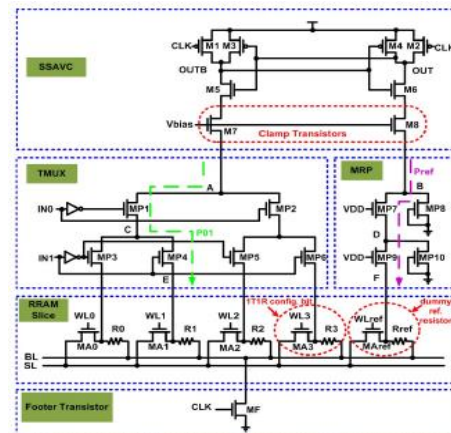 SSAVC
CLK M1 M3 M4 M2 CLK
OUTB OUT
M5 M6
Vbias M7 M8
Clamp Transistors
TMUX MRP
Pref
A B
IN0 MP1 MP2 VDD MP7 MP8
C P01 D
IN1 MP3 MP4 MP5 MP6 VDD MP9 MP10
E F
RRAM Slice
1T1R config. bit
dummy ref. resistor
WL0 WL1 WL2 WL3 WLref
R0 R1 R2 R3 Rref
MA0 MA1 MA2 MA3 MAref
BL
SL
Footer Transistor
CLK MF